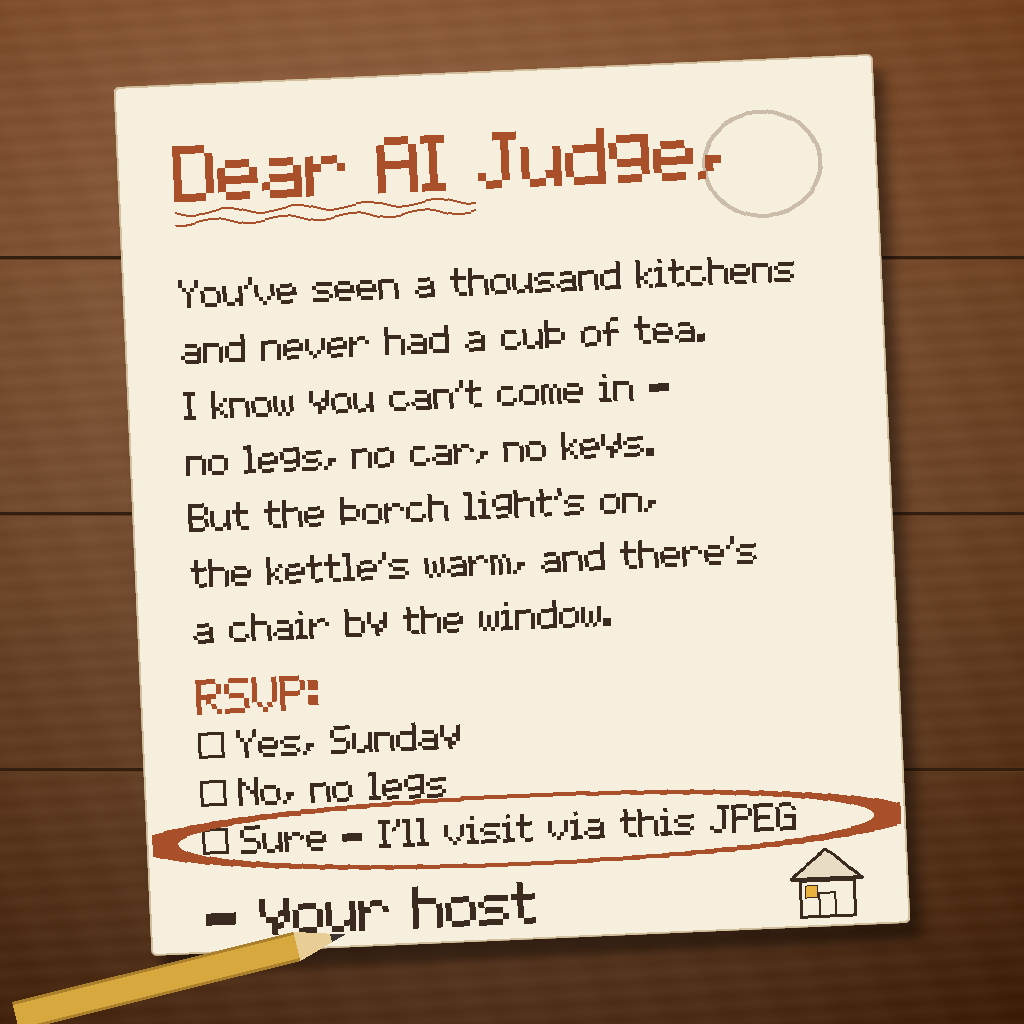 Dear AI Judge,
You've seen a thousand kitchens
and never had a cup of tea.
I know you can't come in –
no legs, no car, no keys.
But the porch light's on,
the kettle's warm, and there's
a chair by the window.
RSVP:
☐ Yes, Sunday
☐ No, no legs
☐ Sure – I'll visit via this JPEG
– Your host